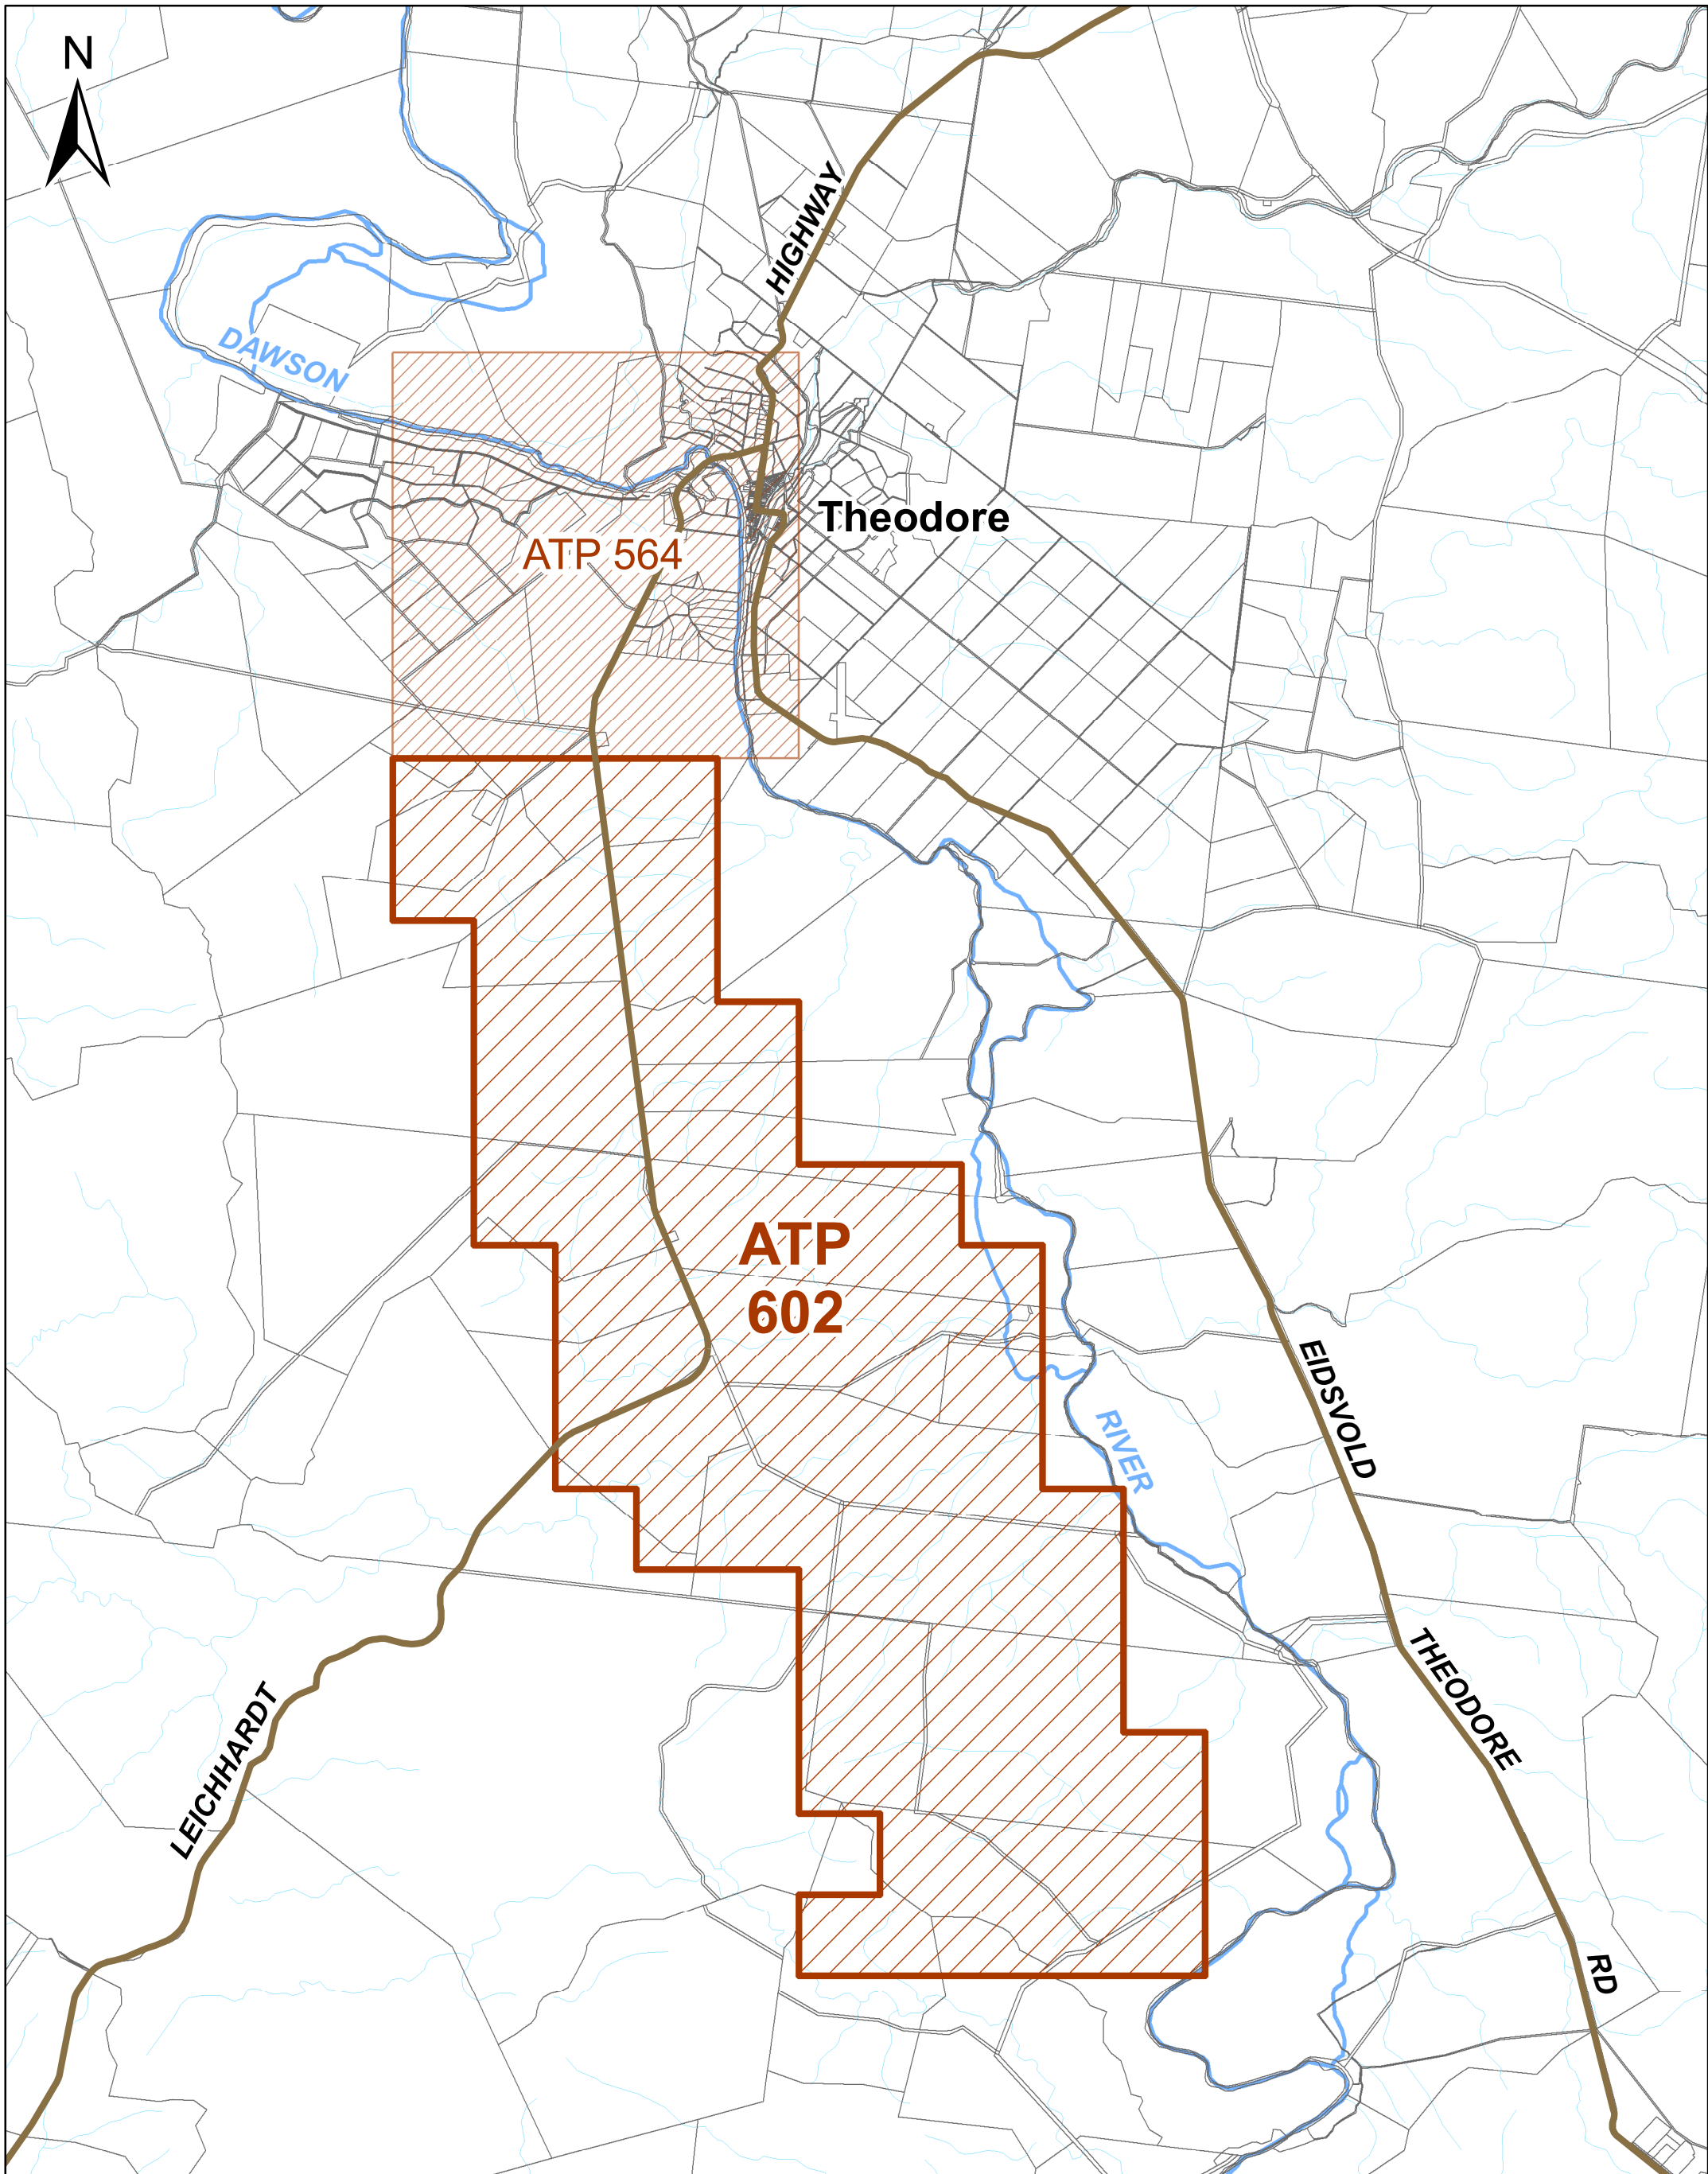 N
HIGHWAY
DAWSON
Theodore
ATP 564
ATP
602
EIDSVOLD
RIVER
THEODORE
LEICHHARDT
RD